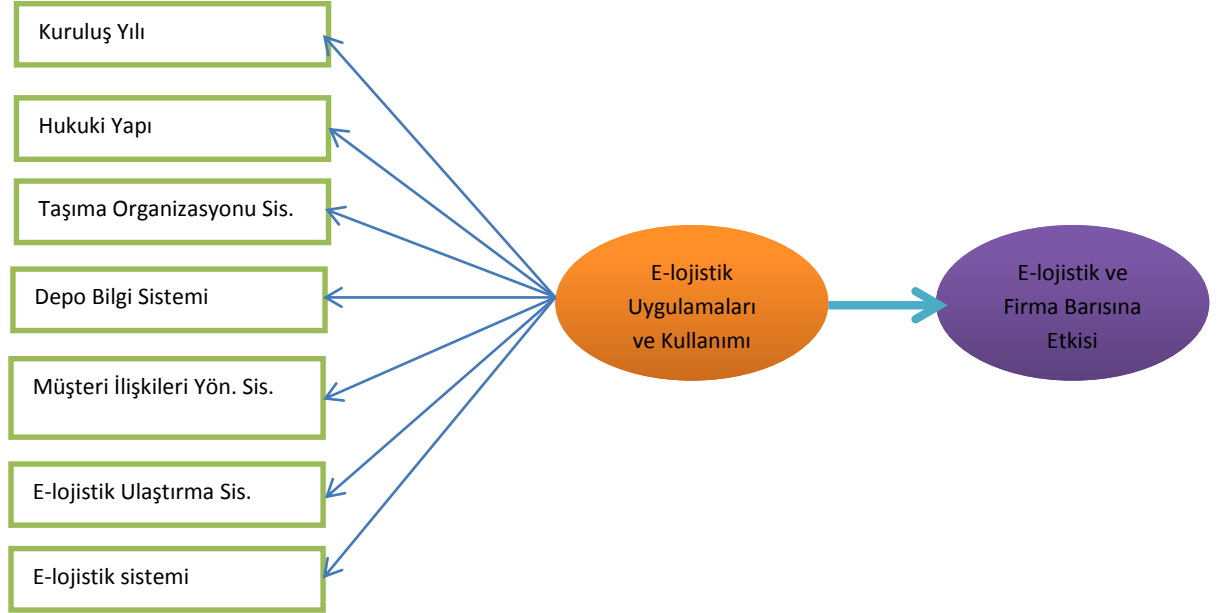 Kuruluş Yılı
Hukuki Yapı
Taşıma Organizasyonu Sis.
Depo Bilgi Sistemi
Müşteri İlişkileri Yön. Sis.
E-lojistik Ulaştırma Sis.
E-lojistik sistemi
E-lojistik
Uygulamaları
ve Kullanımı
E-lojistik ve
Firma Barısına
Etkisi